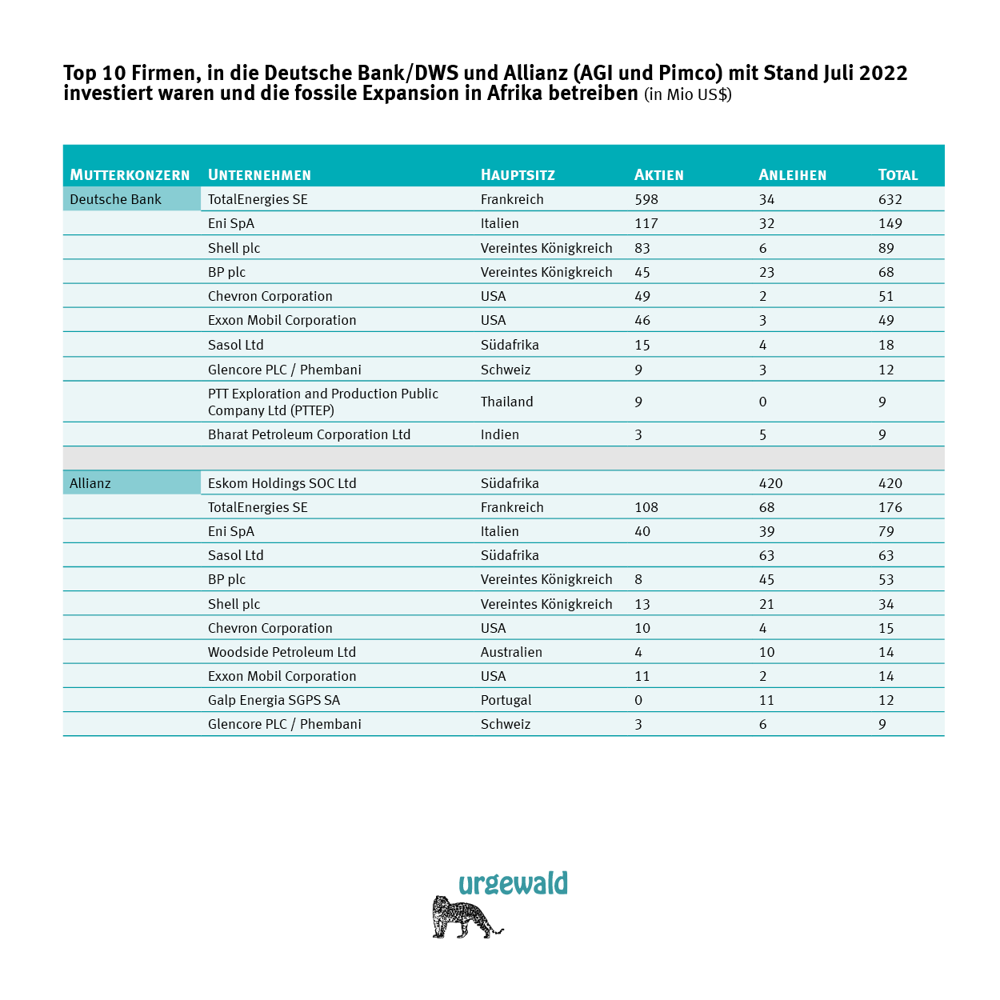 Top 10 Firmen, in die Deutsche Bank/DWS und Allianz (AGI und Pimco) mit Stand Juli 2022
investiert waren und die fossile Expansion in Afrika betreiben (in Mio US$)
Mutterkonzern Unternehmen Hauptsitz Aktien Anleihen Total
Deutsche Bank TotalEnergies SE Frankreich 598 34 632
Eni SpA Italien 117 32 149
Shell plc Vereintes Königkreich 83 6 89
BP plc Vereintes Königkreich 45 23 68
Chevron Corporation USA 49 2 51
Exxon Mobil Corporation USA 46 3 49
Sasol Ltd Südafrika 15 4 18
Glencore PLC / Phembani Schweiz 9 3 12
PTT Exploration and Production Public
Company Ltd (PTTEP) Thailand 9 0 9
Bharat Petroleum Corporation Ltd Indien 3 5 9
Allianz Eskom Holdings SOC Ltd Südafrika 420 420
TotalEnergies SE Frankreich 108 68 176
Eni SpA Italien 40 39 79
Sasol Ltd Südafrika 63 63
BP plc Vereintes Königkreich 8 45 53
Shell plc Vereintes Königkreich 13 21 34
Chevron Corporation USA 10 4 15
Woodside Petroleum Ltd Australien 4 10 14
Exxon Mobil Corporation USA 11 2 14
Galp Energia SGPS SA Portugal 0 11 12
Glencore PLC / Phembani Schweiz 3 6 9
urgewald